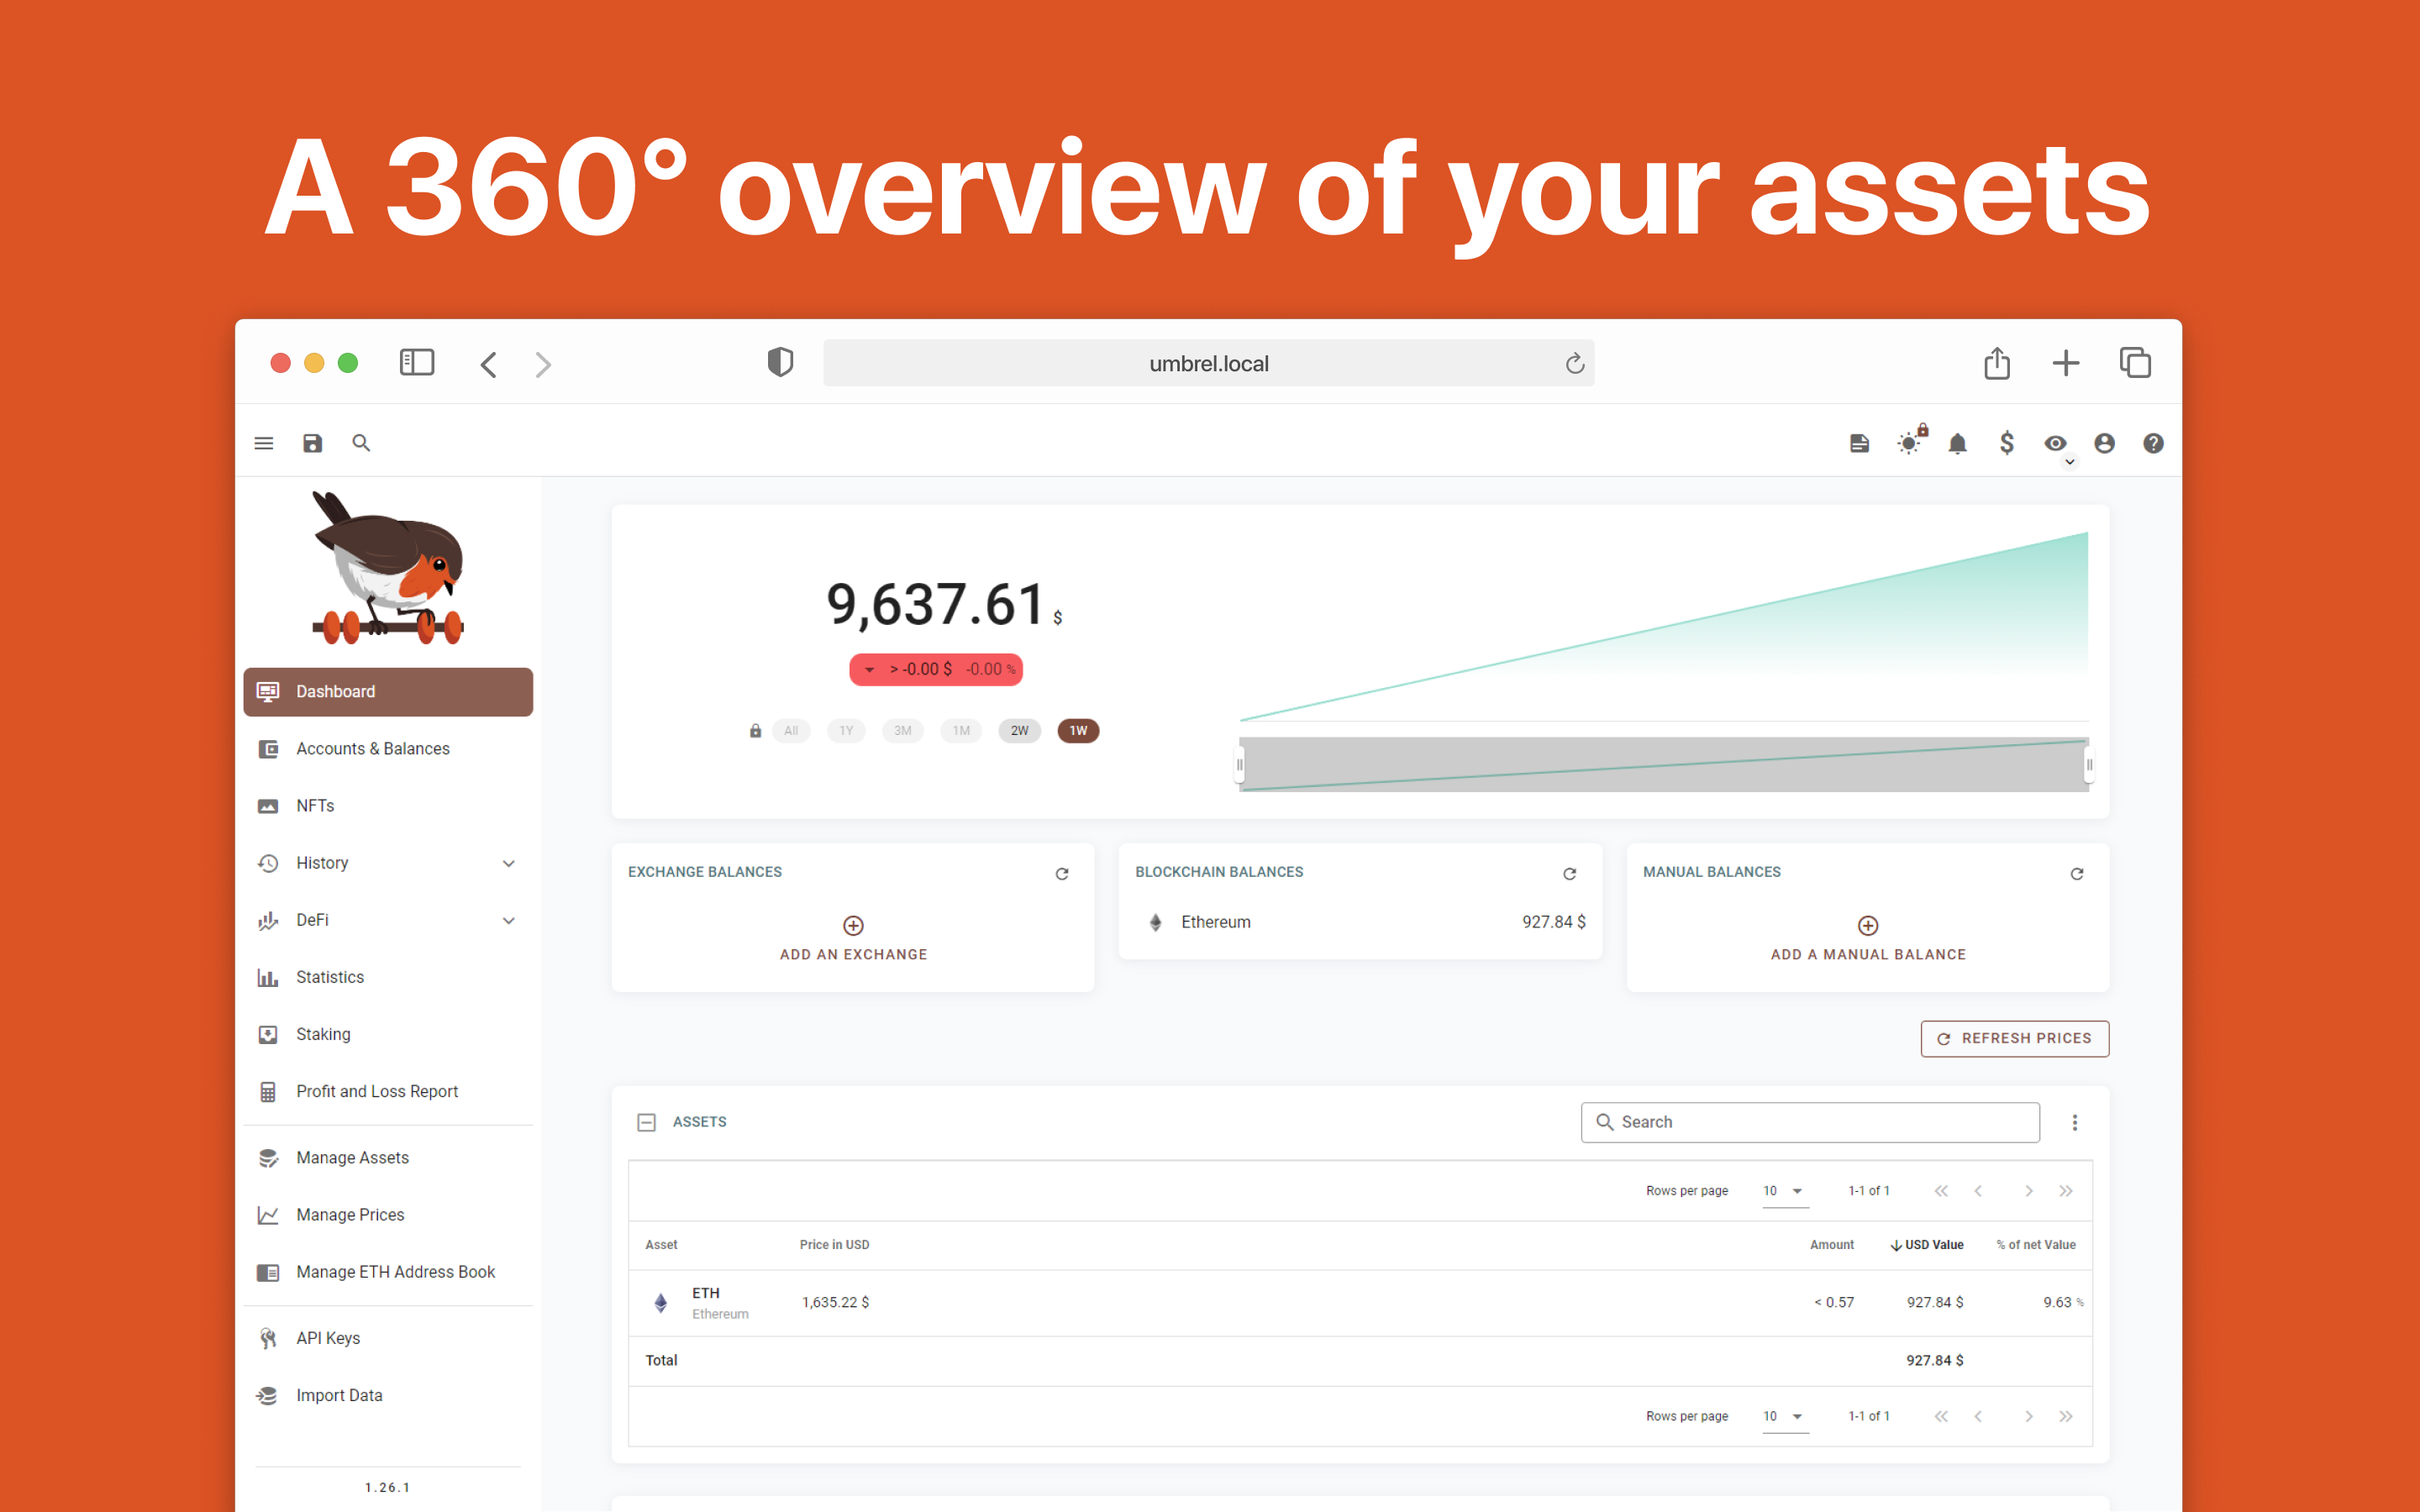 A 360° overview of your assets
umbrel.local
9,637.61 $
> -0.00 $ -0.00 %
All 1Y 3M 1M 2W 1W
Dashboard
Accounts & Balances
NFTs
History
DeFi
Statistics
Staking
Profit and Loss Report
Manage Assets
Manage Prices
Manage ETH Address Book
API Keys
Import Data
1.26.1
EXCHANGE BALANCES
ADD AN EXCHANGE
BLOCKCHAIN BALANCES
Ethereum 927.84 $
MANUAL BALANCES
ADD A MANUAL BALANCE
REFRESH PRICES
ASSETS
Search
Rows per page 10 1-1 of 1
Asset Price in USD Amount USD Value % of net Value
ETH
Ethereum
1,635.22 $ < 0.57 927.84 $ 9.63 %
Total 927.84 $
Rows per page 10 1-1 of 1